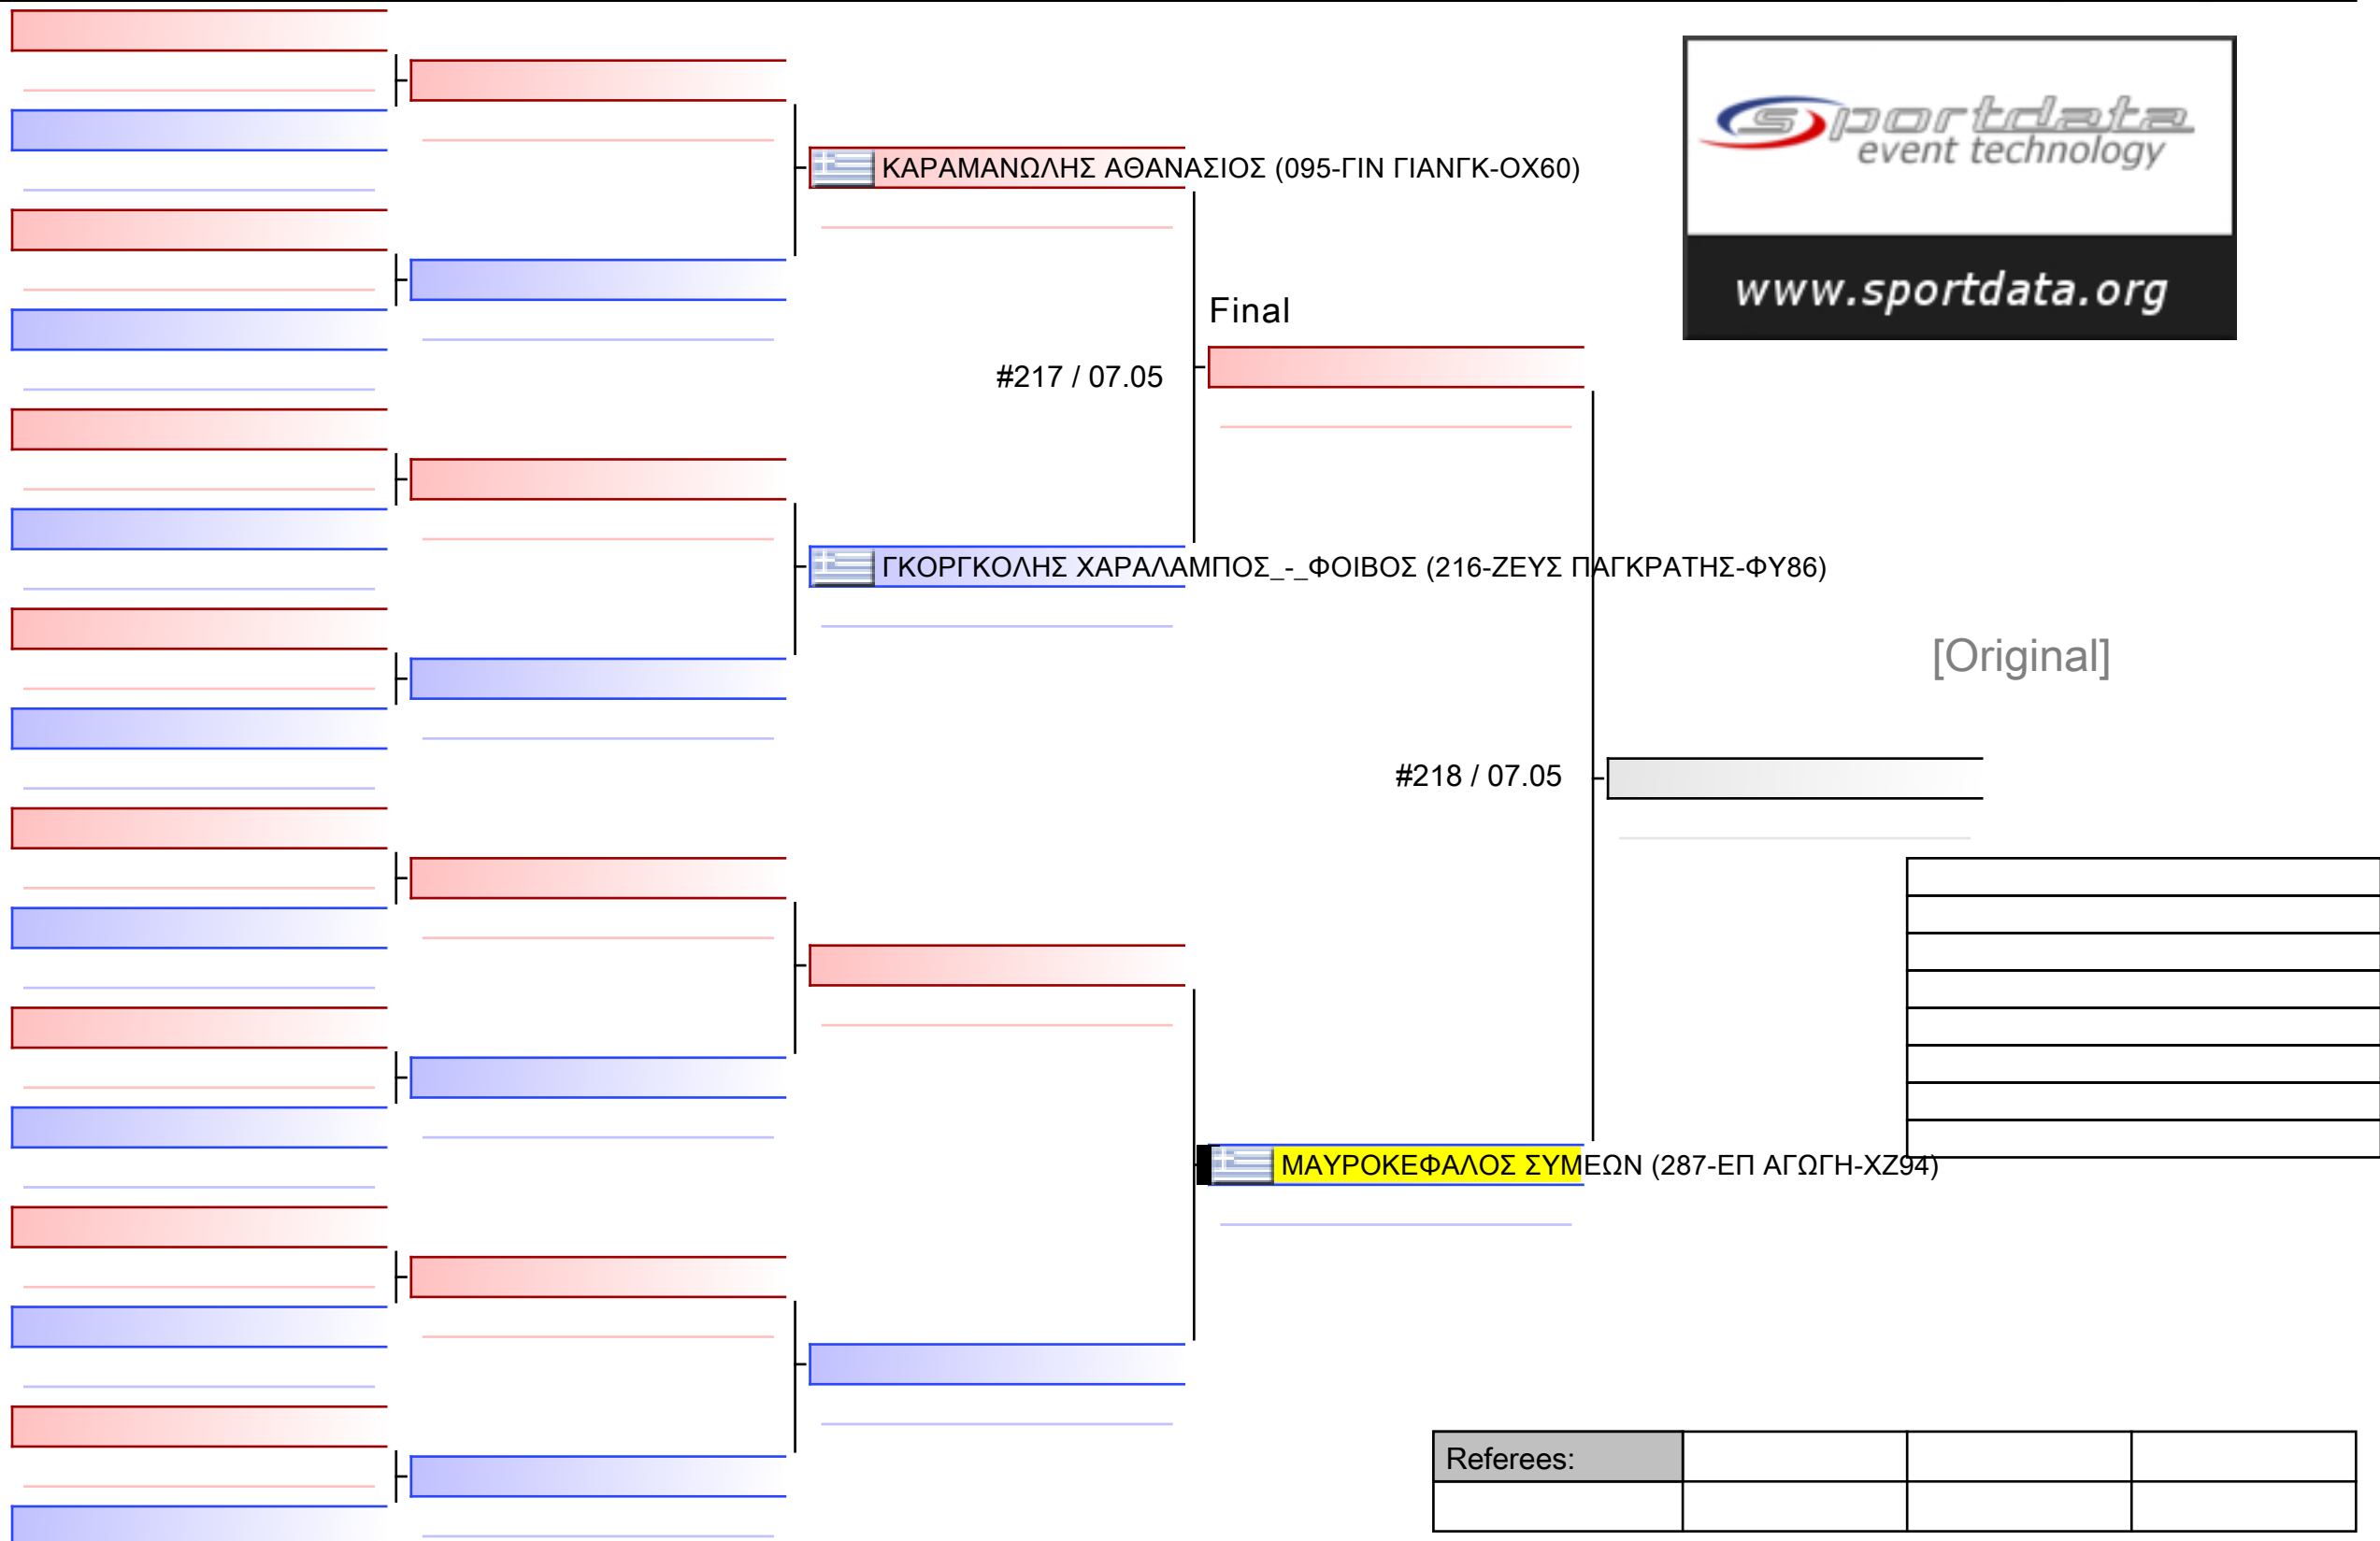 sportdata
event technology
www.sportdata.org
ΚΑΡΑΜΑΝΩΛΗΣ ΑΘΑΝΑΣΙΟΣ (095-ΓΙΝ ΓΙΑΝΓΚ-ΟΧ60)
Final
#217 / 07.05
ΓΚΟΡΓΚΟΛΗΣ ΧΑΡΑΛΑΜΠΟΣ_-_ΦΟΙΒΟΣ (216-ΖΕΥΣ ΠΑΓΚΡΑΤΗΣ-ΦΥ86)
[Original]
#218 / 07.05
ΜΑΥΡΟΚΕΦΑΛΟΣ ΣΥΜΕΩΝ (287-ΕΠ ΑΓΩΓΗ-ΧΖ94)
Referees: